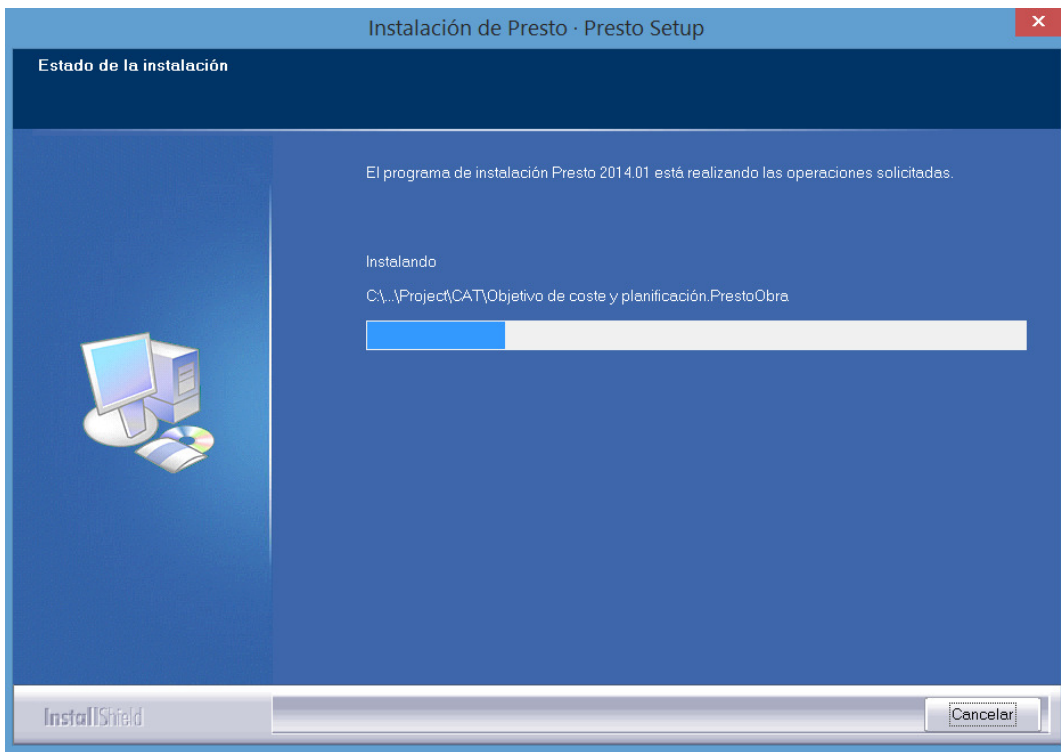 Instalación de Presto · Presto Setup
Estado de la instalación
El programa de instalación Presto 2014.01 está realizando las operaciones solicitadas.
Instalando
C:\...\Project\CAT\Objetivo de coste y planificación.PrestoObra
InstallShield
Cancelar